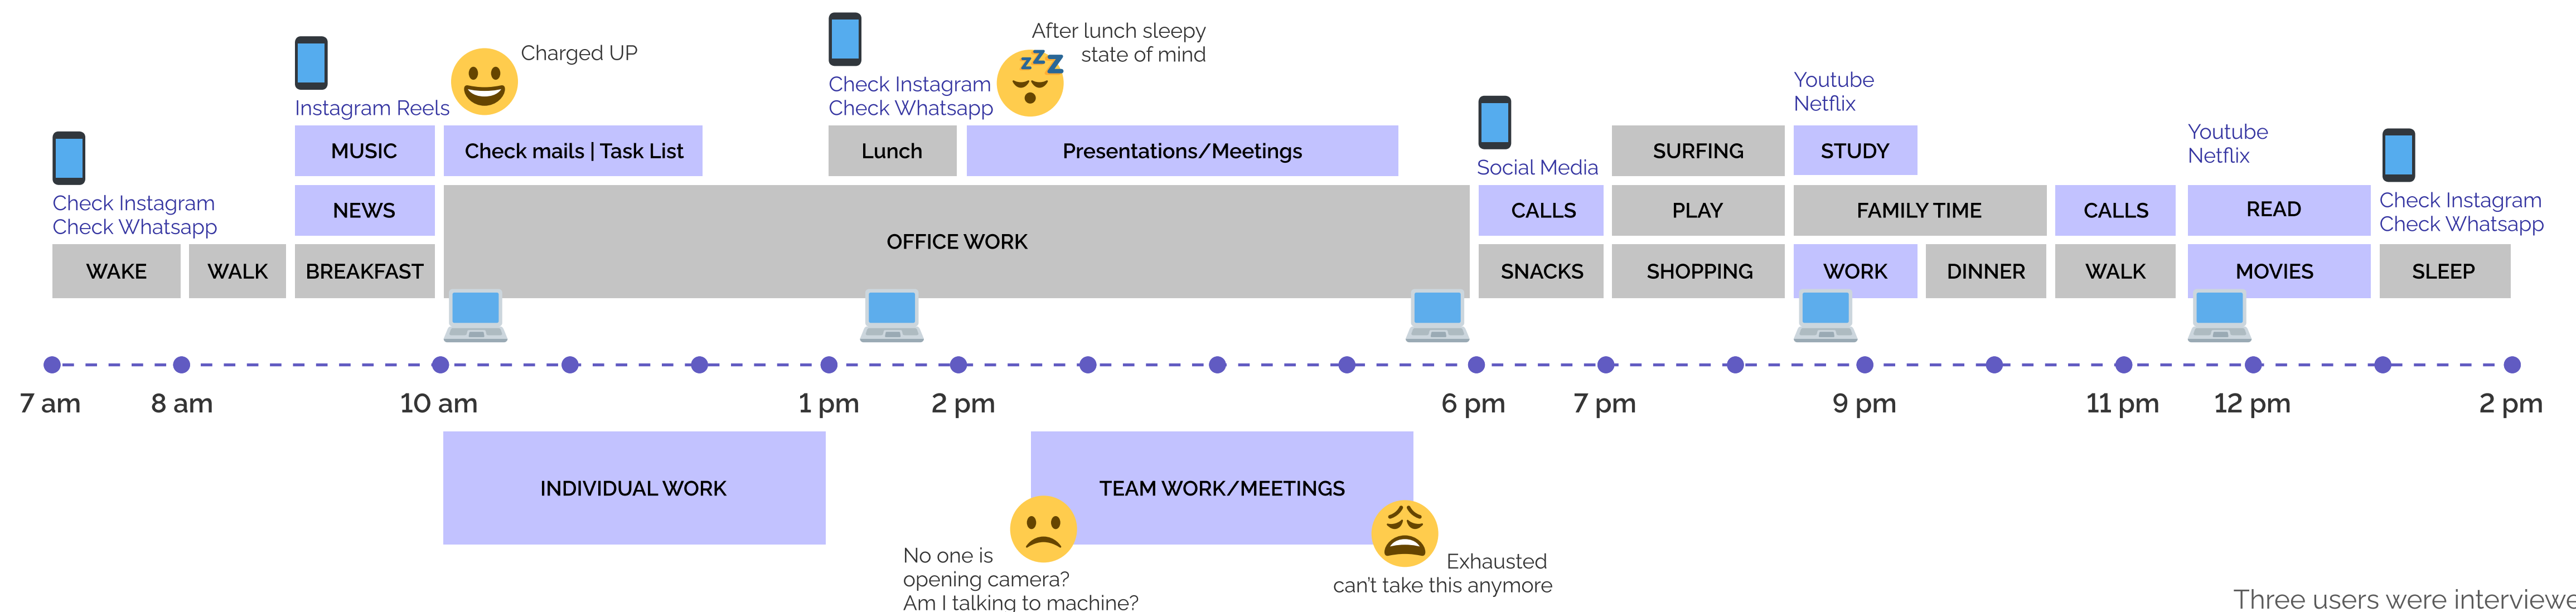 Charged UP
After lunch sleepy
state of mind
Instagram Reels
Check Instagram
Check Whatsapp
Youtube
Netflix
MUSIC
Check mails | Task List
Lunch
Presentations/Meetings
Social Media
SURFING
STUDY
Youtube
Netflix
Check Instagram
Check Whatsapp
NEWS
OFFICE WORK
CALLS
PLAY
FAMILY TIME
CALLS
READ
Check Instagram
Check Whatsapp
WAKE
WALK
BREAKFAST
SNACKS
SHOPPING
WORK
DINNER
WALK
MOVIES
SLEEP
zzz
7 am
8 am
10 am
1 pm
2 pm
6 pm
7 pm
9 pm
11 pm
12 pm
2 pm
INDIVIDUAL WORK
TEAM WORK/MEETINGS
No one is
opening camera?
Am I talking to machine?
Exhausted
can't take this anymore
Three users were interviewe